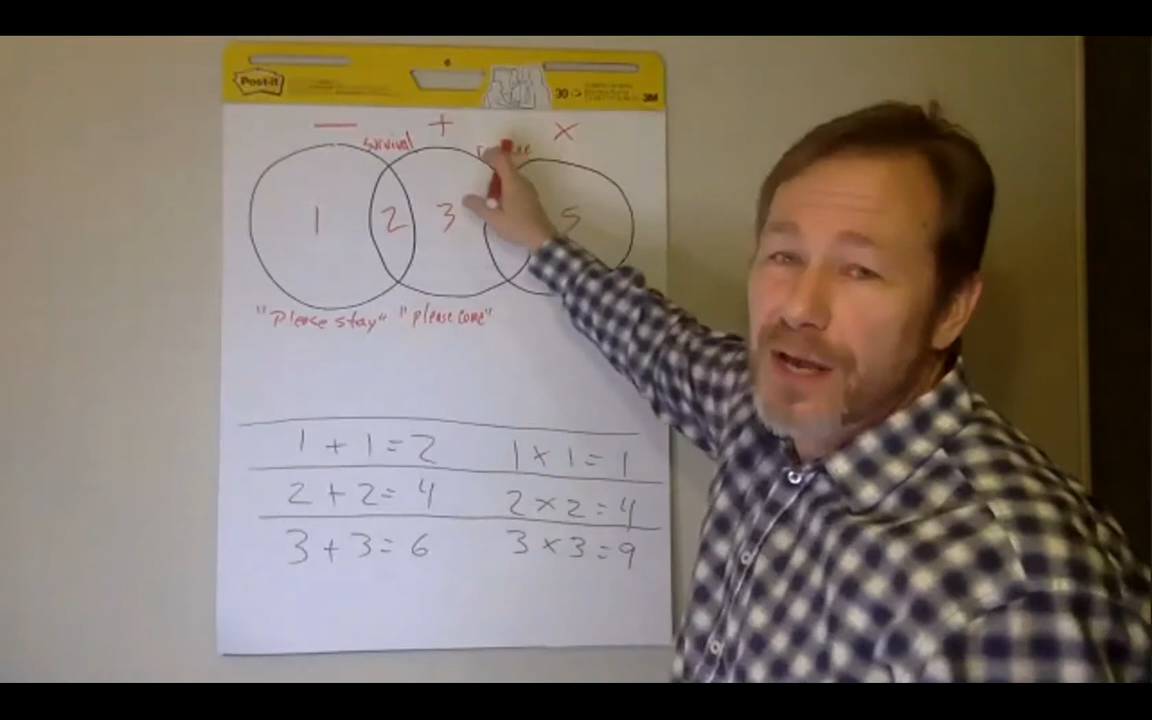 Post-it
30
3M
— + x
survival
1 2 3 5
"Please stay" "please come"
1 + 1 = 2 1 x 1 = 1
2 + 2 = 4 2 x 2 = 4
3 + 3 = 6 3 x 3 = 9